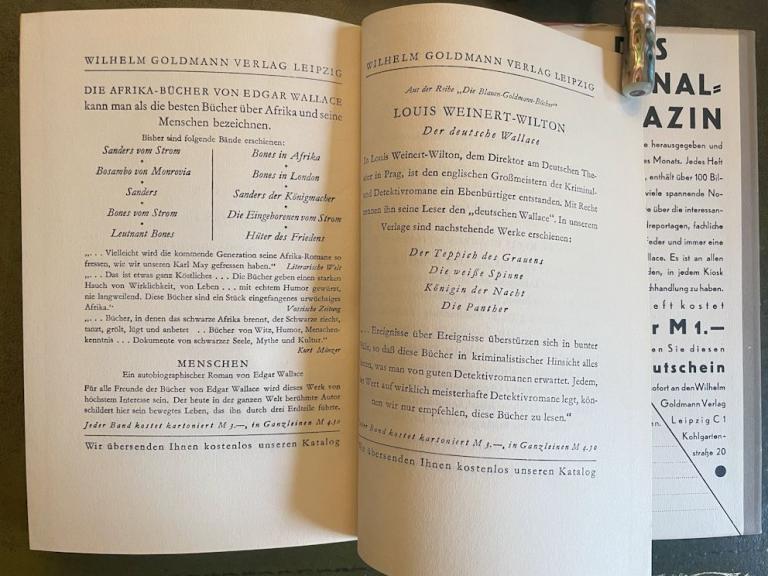 WILHELM GOLDMANN VERLAG LEIPZIG
DIE AFRIKA-BÜCHER VON EDGAR WALLACE
kann man als die besten Bücher über Afrika und seine
Menschen bezeichnen.
Bisher sind folgende Bände erschienen:
Sanders vom Strom
Bosambo von Monrovia
Sanders
Bones vom Strom
Leutnant Bones
Bones in Afrika
Bones in London
Sanders der Königmacher
Die Eingeborenen vom Strom
Hüter des Friedens
„. . . Vielleicht wird die kommende Generation seine Afrika-Romane so
fressen, wie wir unseren Karl May gefressen haben.“ Literarische Welt
„. . . Das ist etwas ganz Köstliches . . . Die Bücher geben einen starken
Hauch von Wirklichkeit, von Leben . . . mit echtem Humor gewürzt,
nie langweilend. Diese Bücher sind ein Stück eingefangenes urwüchsiges
Afrika.“ Vossische Zeitung
„. . . Bücher, in denen das schwarze Afrika brennt, der Schwarze riecht,
tanzt, grölt, lügt und anbetet . . Bücher von Witz, Humor, Menschen-
kenntnis . . . Dokumente von schwarzer Seele, Mythe und Kultur.“
Kurt Münzer
MENSCHEN
Ein autobiographischer Roman von Edgar Wallace
Für alle Freunde der Bücher von Edgar Wallace wird dieses Werk von
höchstem Interesse sein. Der heute in der ganzen Welt berühmte Autor
schildert hier sein bewegtes Leben, das ihn durch drei Erdteile führte.
Jeder Band kostet kartoniert M 3.—, in Ganzleinen M 4.50
Wir übersenden Ihnen kostenlos unseren Katalog
WILHELM GOLDMANN VERLAG LEIPZIG
Aus der Reihe „Die Blauen-Goldmann-Bücher“
LOUIS WEINERT-WILTON
Der deutsche Wallace
In Louis Weinert-Wilton, dem Direktor am Deutschen The-
ater in Prag, ist den englischen Großmeistern der Kriminal-
und Detektivromane ein Ebenbürtiger entstanden. Mit Recht
nennen ihn seine Leser den „deutschen Wallace“. In unserem
Verlage sind nachstehende Werke erschienen:
Der Teppich des Grauens
Die weiße Spinne
Königin der Nacht
Die Panther
. . . Ereignisse über Ereignisse überstürzen sich in bunter
so daß diese Bücher in kriminalistischer Hinsicht alles
was man von guten Detektivromanen erwartet. Jedem,
Wert auf wirklich meisterhafte Detektivromane legt, kön-
nen wir nur empfehlen, diese Bücher zu lesen.“
Band kostet kartoniert M 3.—, in Ganzleinen M 4.50
übersenden Ihnen kostenlos unseren Katalog
NAL=
AZIN
e herausgegeben und
es Monats. Jedes Heft
, enthält über 100 Bil-
viele spannende No-
e über die interessan-
lreportagen, fachliche
eder und immer eine
llace. Es ist an allen
en, in jedem Kiosk
hhandlung zu haben.
eft kostet
r M 1.—
n Sie diesen
utschein
ofort an den Wilhelm
Goldmann Verlag
Leipzig C 1
Kohlgarten-
straße 20